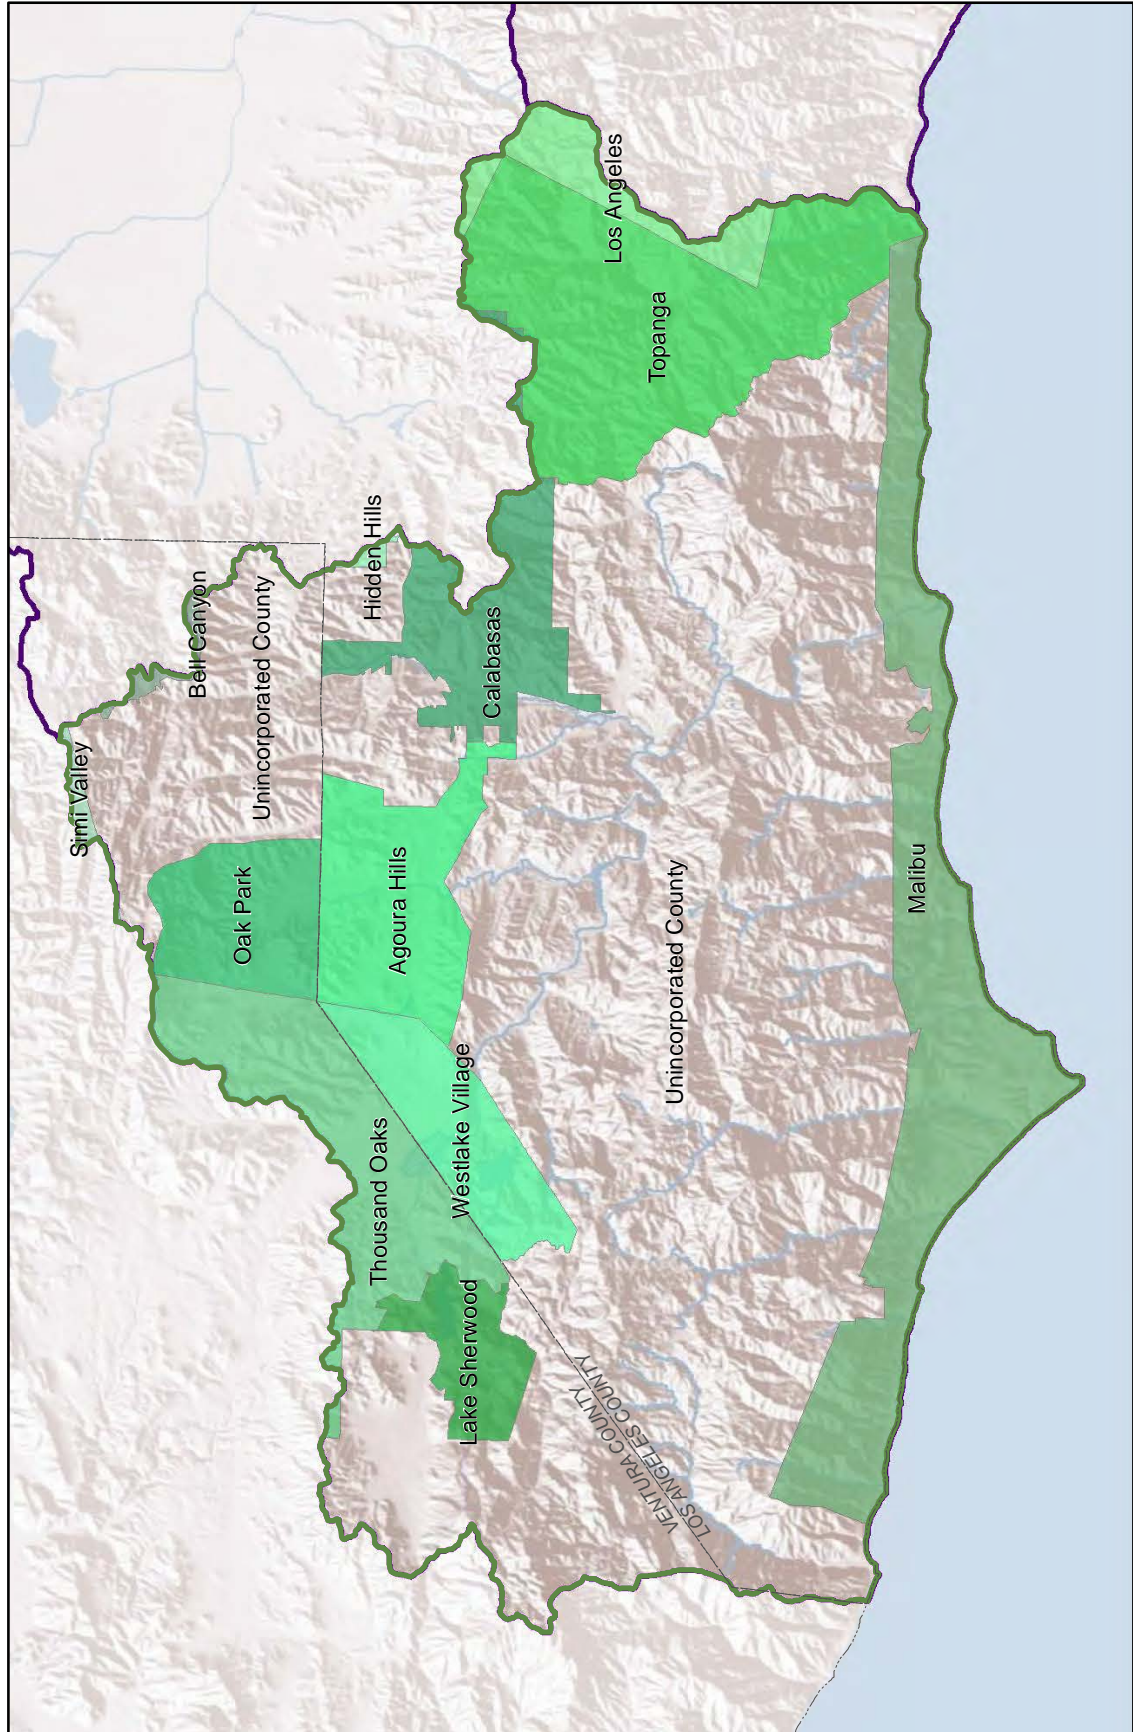 Simi Valley
Bell Canyon
Unincorporated County
Oak Park
Hidden Hills
Agoura Hills
Calabasas
Thousand Oaks
Westlake Village
Lake Sherwood
Los Angeles
Topanga
VENTURA COUNTY
LOS ANGELES COUNTY
Unincorporated County
Malibu